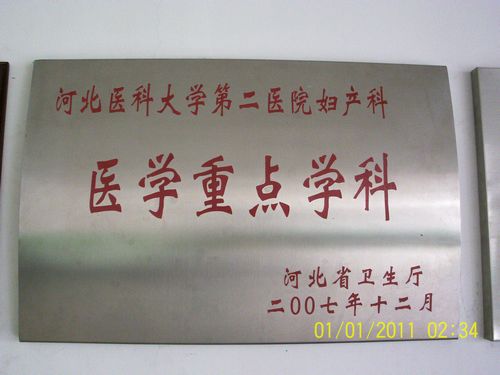 河北医科大学第二医院妇产科
医学重点学科
河北省卫生厅
二〇〇七年十二月
01/01/2011 02:34